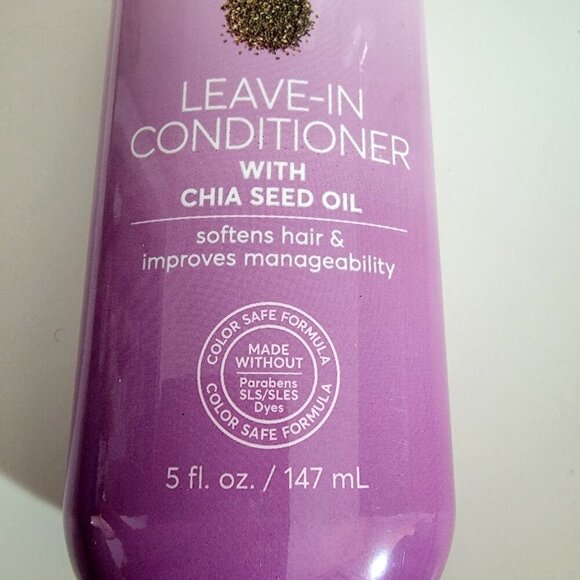 LEAVE-IN
CONDITIONER
WITH
CHIA SEED OIL
softens hair &
improves manageability
COLOR SAFE FORMULA
MADE
WITHOUT
Parabens
SLS/SLES
Dyes
COLOR SAFE FORMULA
5 fl. oz. / 147 mL